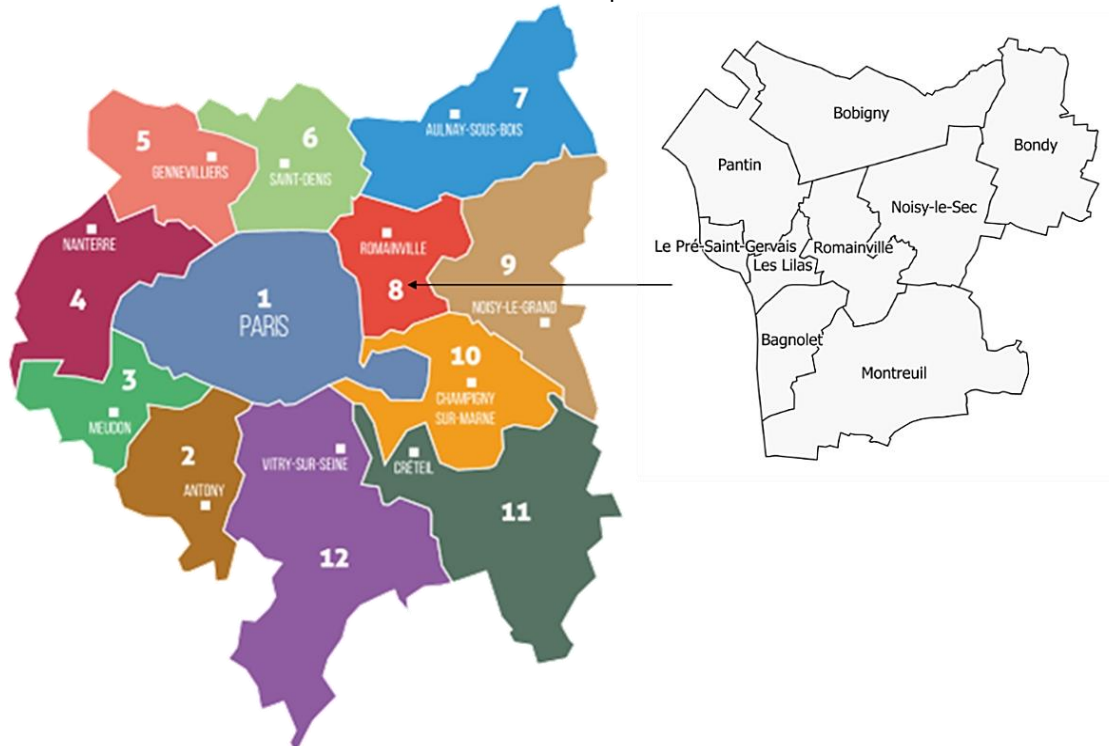 7
AULNAY-SOUS-BOIS
5
GENNEVILLIERS
6
SAINT-DENIS
NANTERRE
4
ROMAINVILLE
8
9
NOISY-LE-GRAND
1
PARIS
3
MEUDON
10
CHAMPIGNY
SUR-MARNE
2
ANTONY
VITRY-SUR-SEINE
CRÉTEIL
11
12
Bobigny
Bondy
Pantin
Noisy-le-Sec
Le Pré-Saint-Gervais
Romainville
Les Lilas
Bagnolet
Montreuil